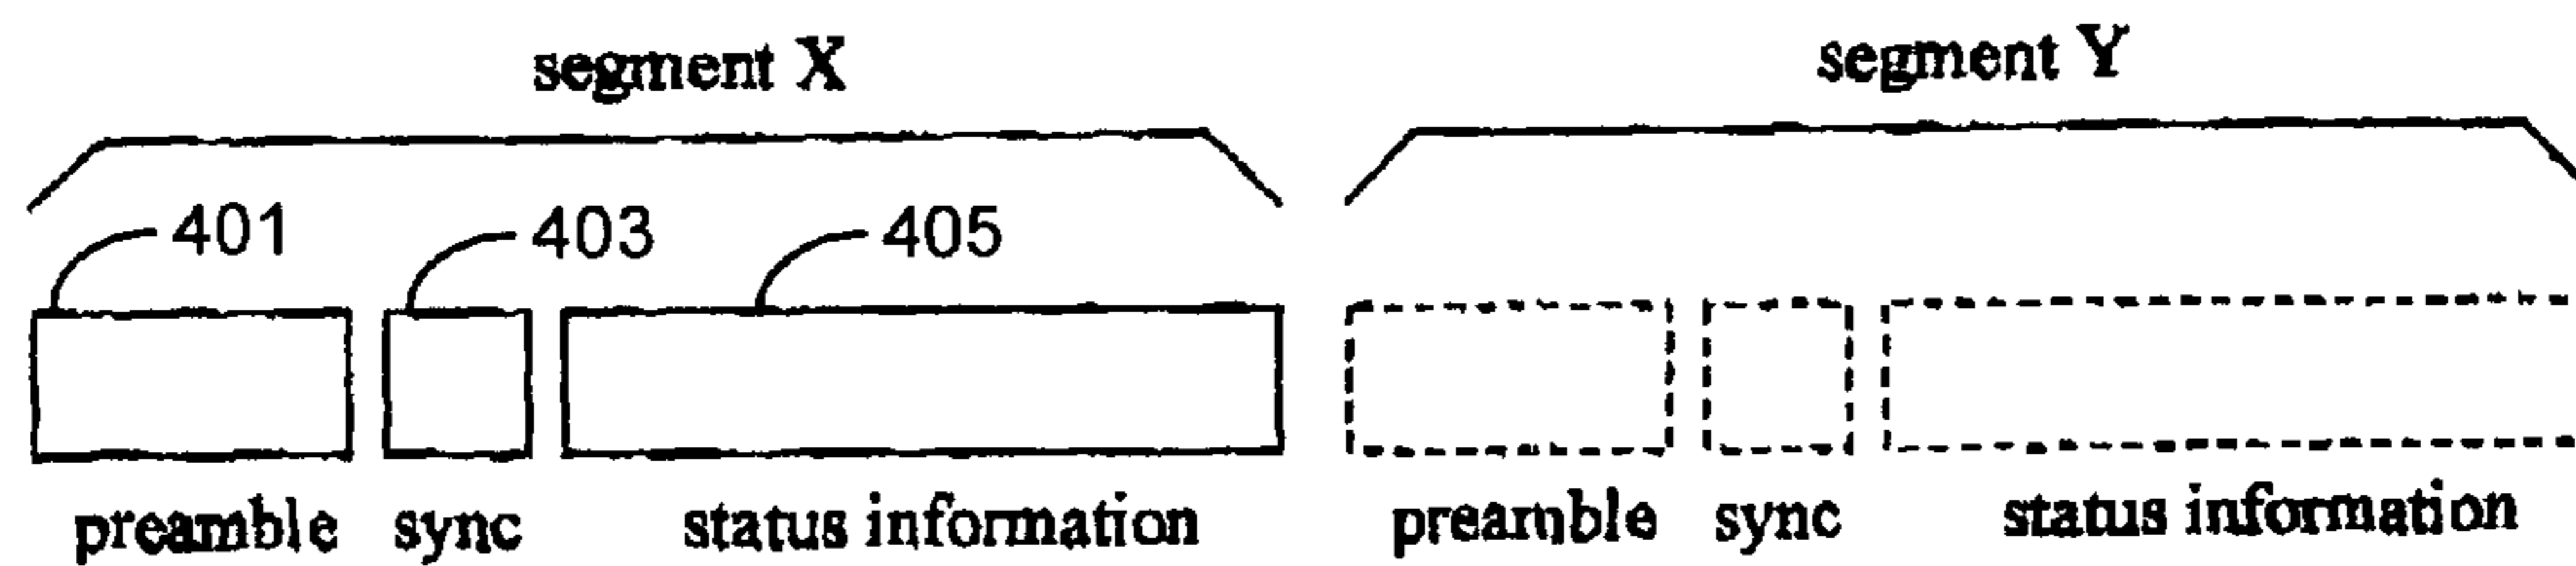 segment X segment Y
401 403 405
preamble sync status information preamble sync status information